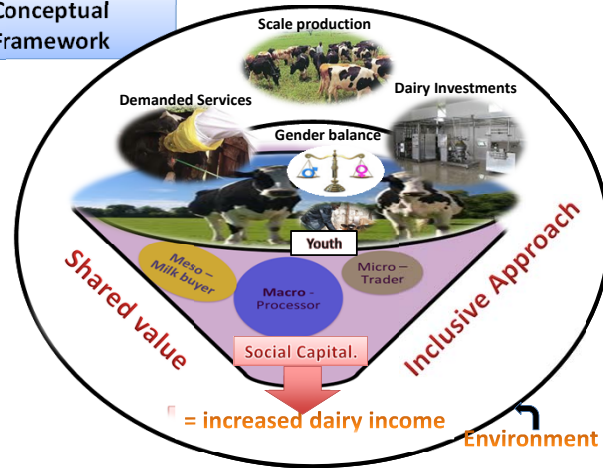 Conceptual
Framework
Scale production
Dairy Investments
Demanded Services
Gender balance
Youth
Meso –
Milk buyer
Micro –
Trader
Macro -
Processor
Shared value
Inclusive Approach
Social Capital.
= increased dairy income
Environment